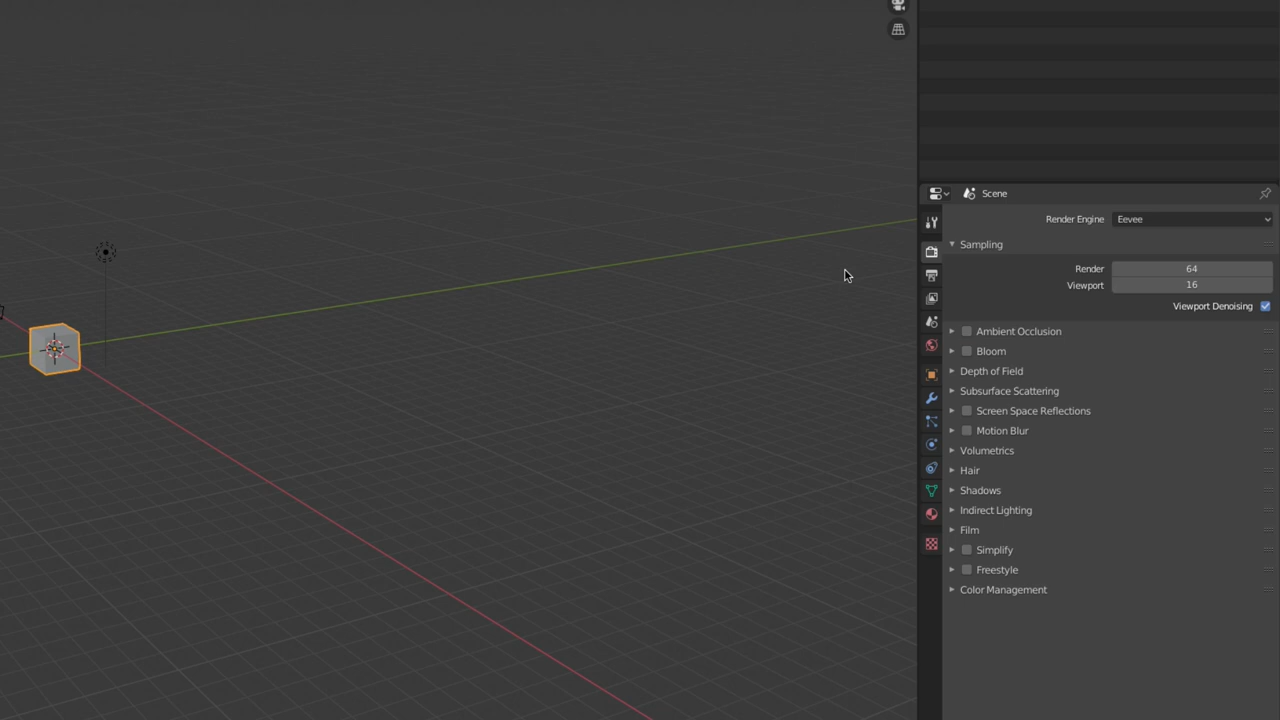 Scene
Render Engine Eevee
Sampling
Render 64
Viewport 16
Viewport Denoising
Ambient Occlusion
Bloom
Depth of Field
Subsurface Scattering
Screen Space Reflections
Motion Blur
Volumetrics
Hair
Shadows
Indirect Lighting
Film
Simplify
Freestyle
Color Management